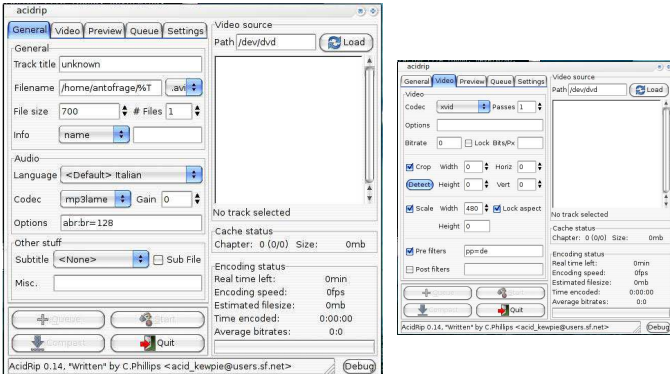 acidrip
General Video Preview Queue Settings
General
Track title unknown
Filename /home/antofrage/%T .avi
File size 700 # Files 1
Info name
Audio
Language <Default> Italian
Codec mp3lame Gain 0
Options abr:br=128
Other stuff
Subtitle <None> Sub File
Misc.
Queue Start
Compact Quit
Video source
Path /dev/dvd Load
No track selected
Cache status
Chapter: 0 (0/0) Size: 0mb
Encoding status
Real time left: 0min
Encoding speed: 0fps
Estimated filesize: 0mb
Time encoded: 0:00:00
Average bitrates: 0:0
AcidRip 0.14, "Written" by C.Phillips <acid_kewpie@users.sf.net> Debug
acidrip
General Video Preview Queue Settings
Video
Codec xvid Passes 1
Options
Bitrate 0 Lock Bits/Px
Crop Width 0 Horiz 0
Detect Height 0 Vert 0
Scale Width 480 Lock aspect
Height 0
Pre filters pp=de
Post filters
Queue Start
Compact Quit
Video source
Path /dev/dvd Load
No track selected
Cache status
Chapter: 0 (0/0) Size: 0mb
Encoding status
Real time left: 0min
Encoding speed: 0fps
Estimated filesize: 0mb
Time encoded: 0:00:00
Average bitrates: 0:0
AcidRip 0.14, "Written" by C.Phillips <acid_kewpie@users.sf.net> Debug